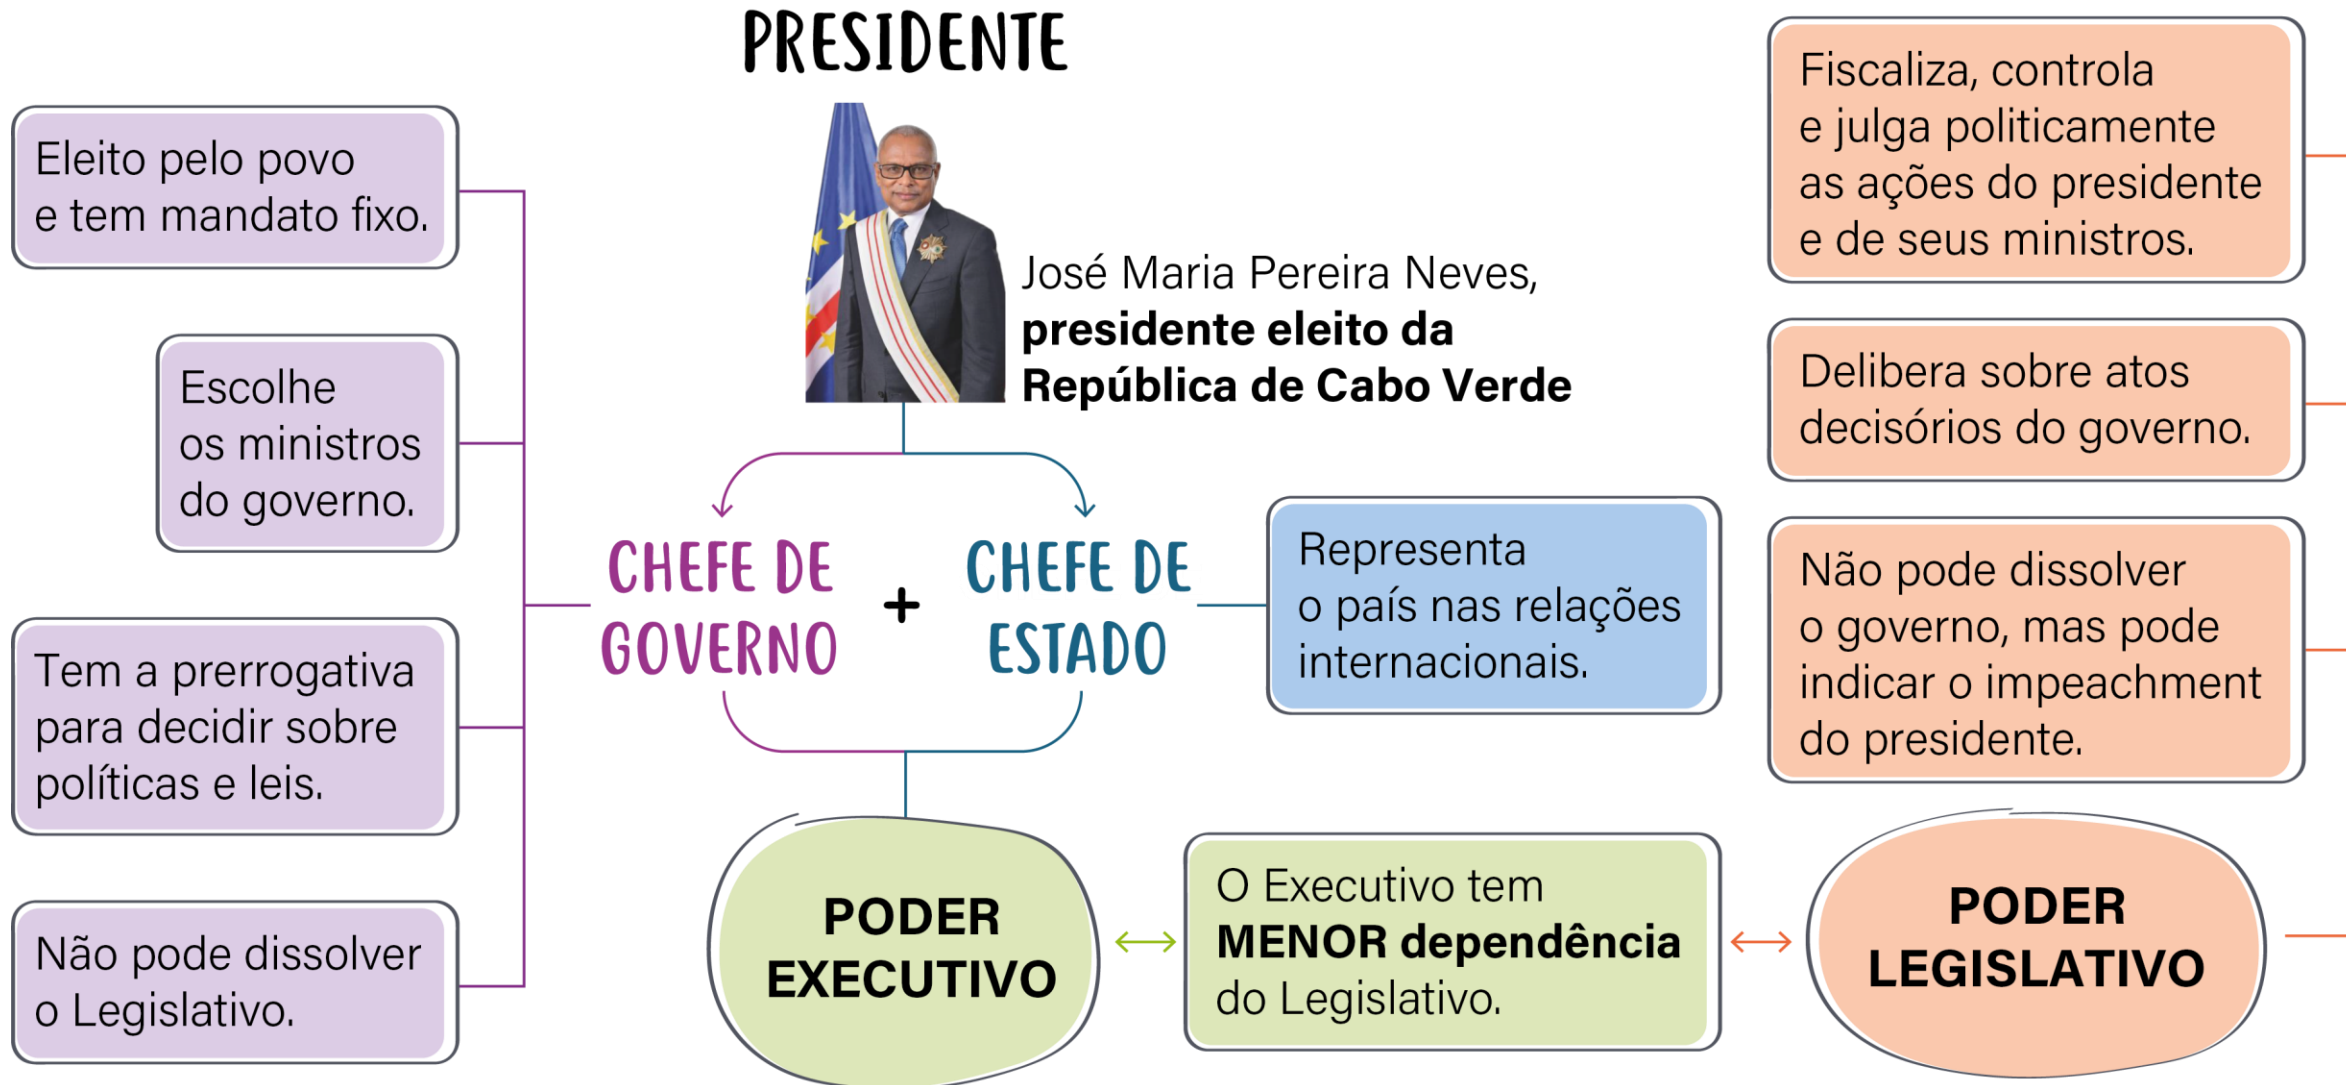 PRESIDENTE
José Maria Pereira Neves,
presidente eleito da
República de Cabo Verde
Eleito pelo povo
e tem mandato fixo.
Escolhe
os ministros
do governo.
Tem a prerrogativa
para decidir sobre
políticas e leis.
Não pode dissolver
o Legislativo.
CHEFE DE
GOVERNO
+
CHEFE DE
ESTADO
Representa
o país nas relações
internacionais.
Fiscaliza, controla
e julga politicamente
as ações do presidente
e de seus ministros.
Delibera sobre atos
decisórios do governo.
Não pode dissolver
o governo, mas pode
indicar o impeachment
do presidente.
PODER
EXECUTIVO
O Executivo tem
MENOR dependência
do Legislativo.
PODER
LEGISLATIVO